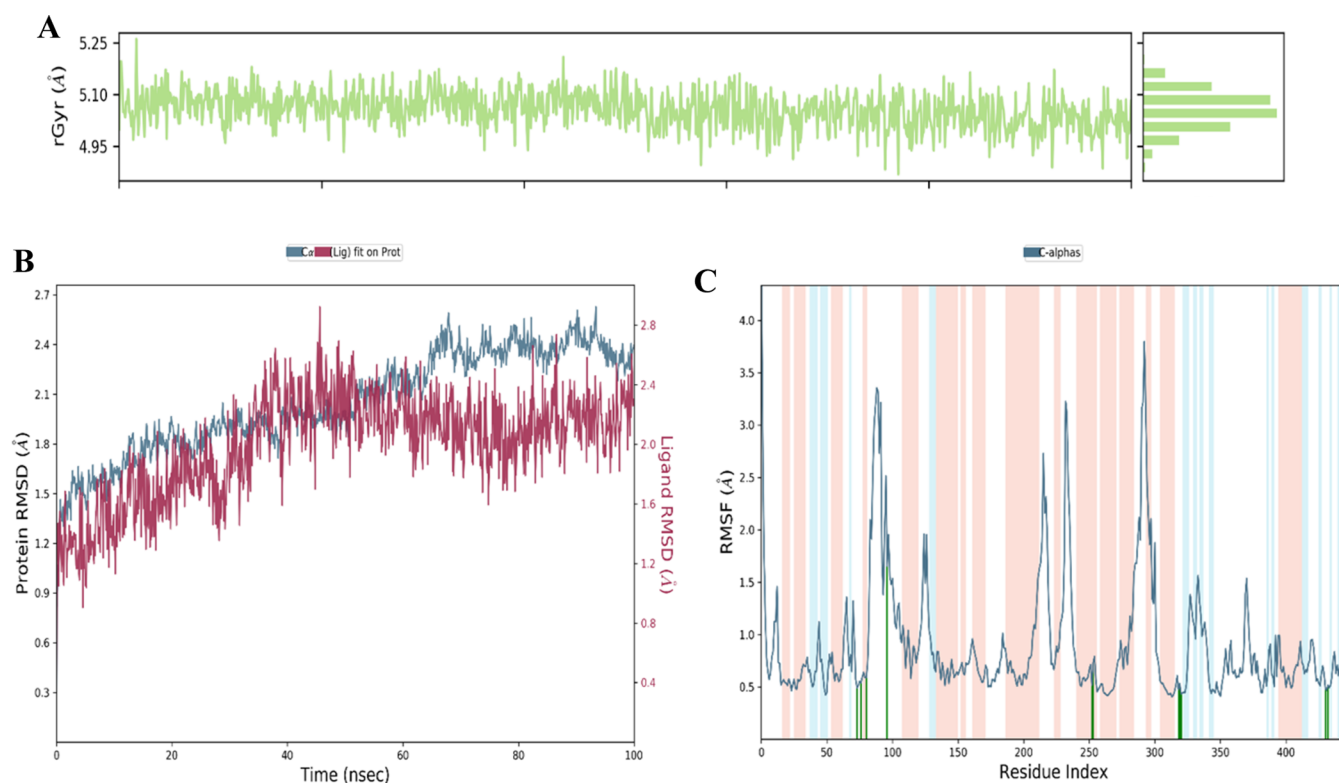 A
rGyr (Å)
5.25
5.10
4.95
B
Cα (Lig) fit on Prot
Protein RMSD (Å)
2.7
2.4
2.1
1.8
1.5
1.2
0.9
0.6
0.3
2.8
2.4
2.0
1.6
1.2
0.8
0.4
Ligand RMSD (Å)
0 20 40 60 80 100
Time (nsec)
C
C-alphas
RMSF (Å)
4.0
3.5
3.0
2.5
2.0
1.5
1.0
0.5
0 50 100 150 200 250 300 350 400
Residue Index